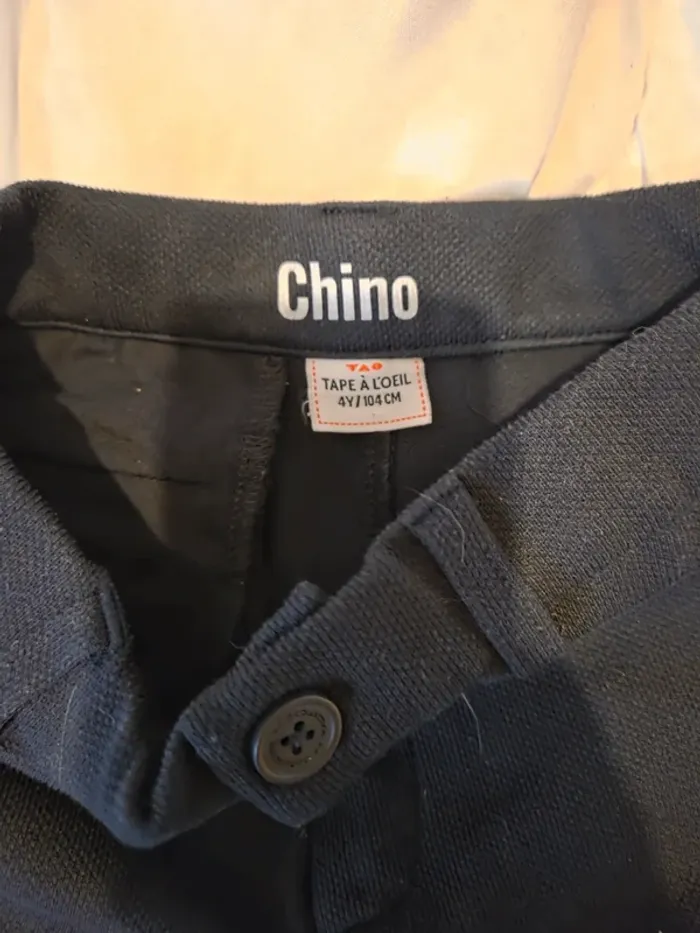 Chino
TAO
TAPE À L'OEIL
4Y/104CM